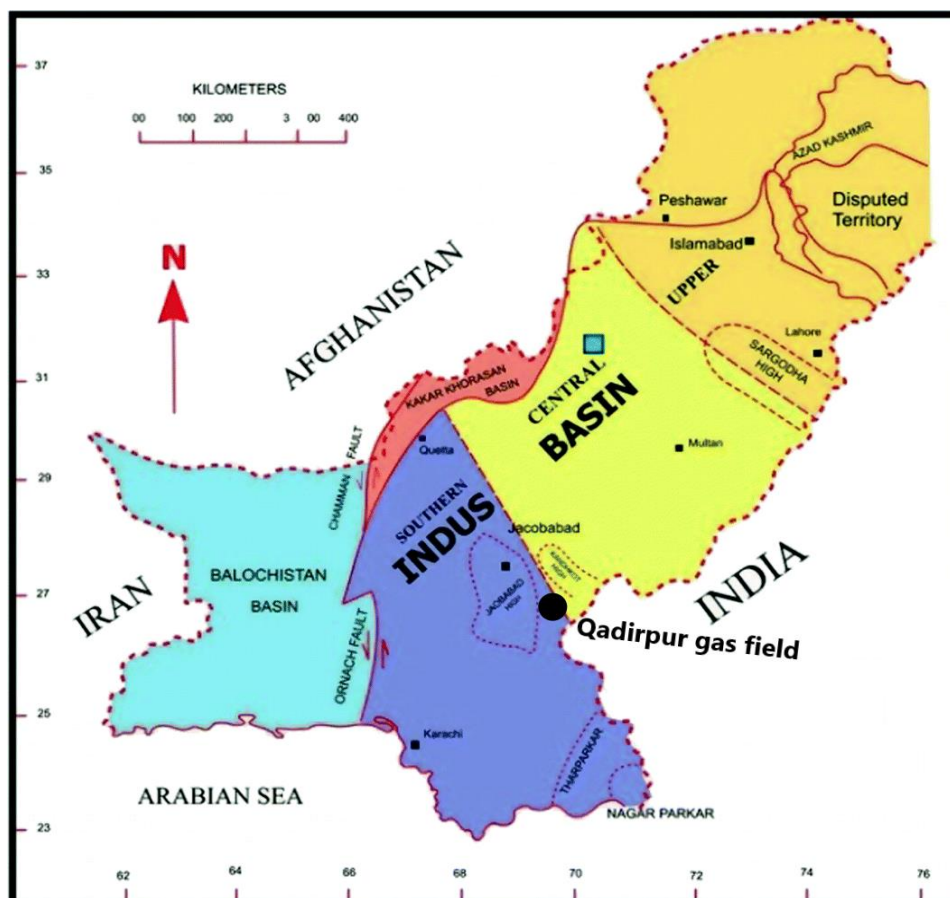 37
35
33
31
29
27
25
23
KILOMETERS
00 100 200 3 00 400
N
AFGHANISTAN
IRAN
INDIA
ARABIAN SEA
AZAD KASHMIR
Disputed
Territory
Peshawar
Islamabad
UPPER
Lahore
SARGODHA
HIGH
KAKAR KHORASAN
BASIN
CENTRAL
BASIN
Multan
CHAMMAN FAULT
Quetta
SOUTHERN
INDUS
Jacobabad
KANDHKOT
HIGH
JAOBABAD
HIGH
BALOCHISTAN
BASIN
ORNACH FAULT
Qadirpur gas field
Karachi
THARPARKAR
NAGAR PARKAR
62 64 66 68 70 72 74 76